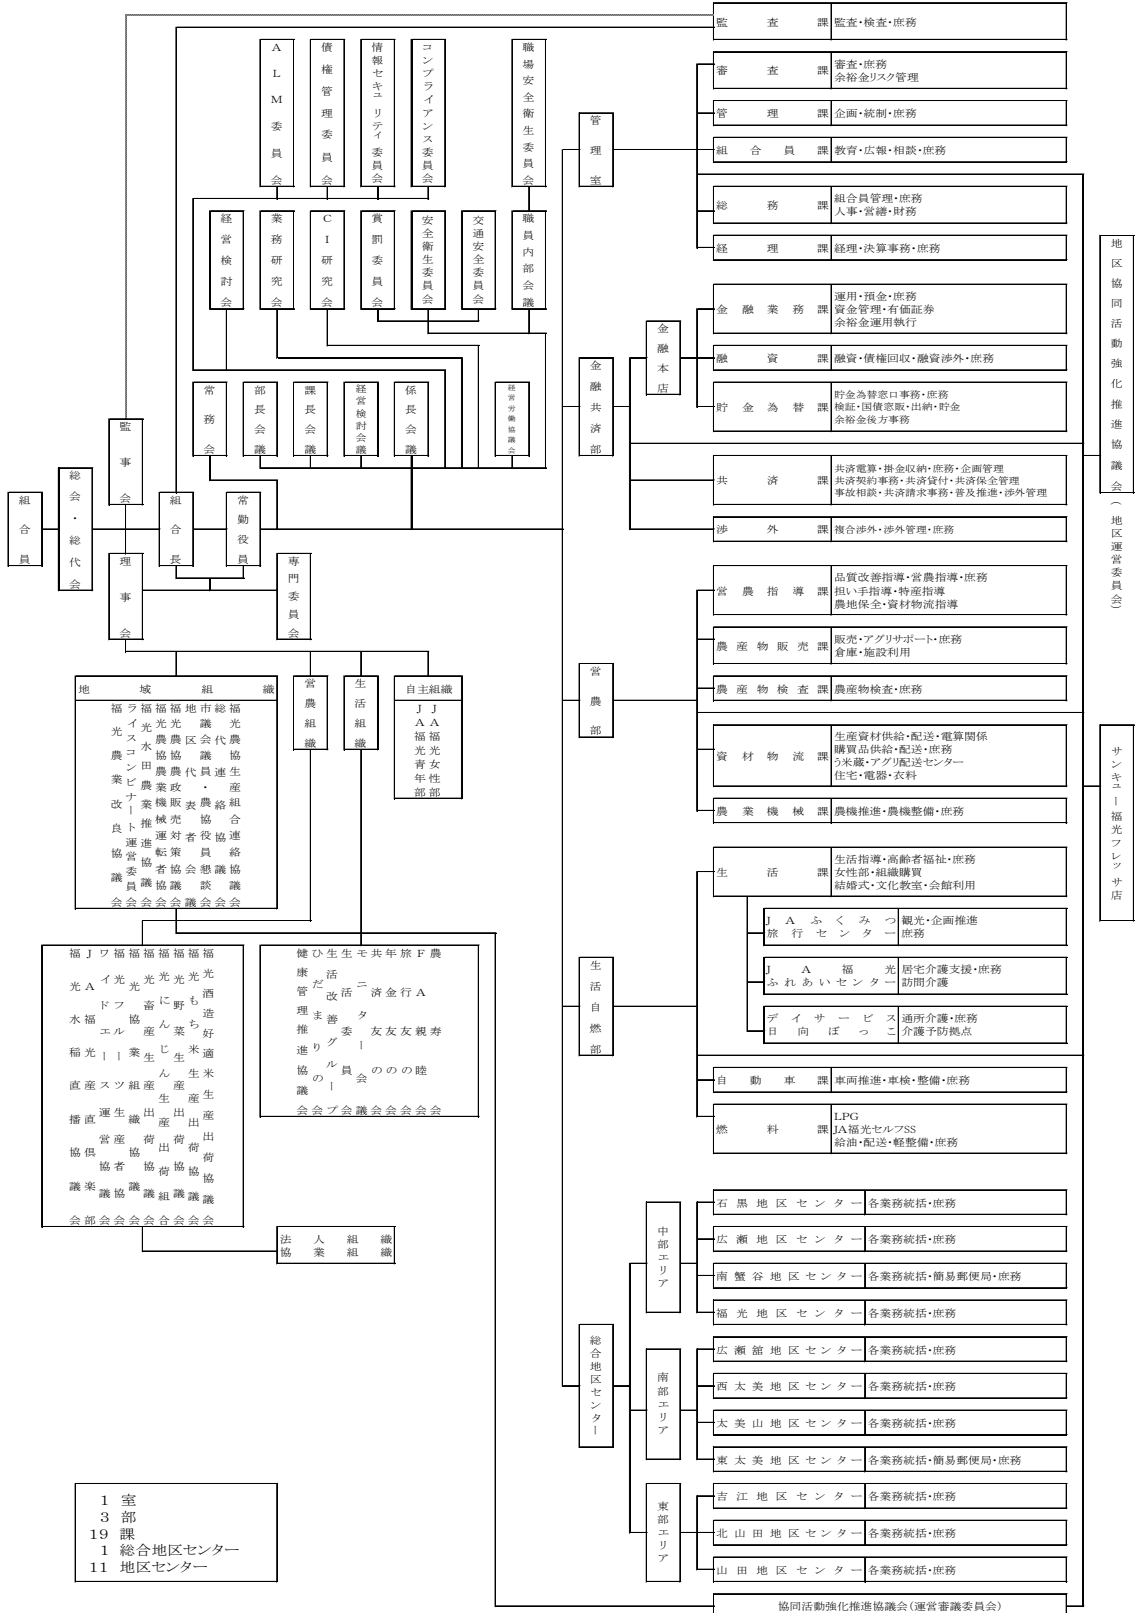 監査課 監査・検査・庶務
ＡＬＭ委員会
債権管理委員会
情報セキュリティ委員会
コンプライアンス委員会
職場安全衛生委員会
経営検討会
業務研究会
ＣＩ研究会
賞罰委員会
安全衛生委員会
交通安全委員会
職員内部会議
常務会
部長会議
課長会議
経営検討会議
係長会議
経営労働協議会
組合員
総会・総代会
監事会
理事会
組合長
常勤役員
専門委員会
管理室
審査課 審査・庶務
余裕金リスク管理
管理課 企画・統制・庶務
組合員課 教育・広報・相談・庶務
総務課 組合員管理・庶務
人事・営繕・財務
経理課 経理・決算事務・庶務
金融共済部
金融本店
金融業務課 運用・預金・庶務
資金管理・有価証券
余裕金運用執行
融資課 融資・債権回収・融資渉外・庶務
貯金為替課 貯金為替窓口事務・庶務
検証・国債窓販・出納・貯金
余裕金後方事務
共済課 共済電算・掛金収納・庶務・企画管理
共済契約事務・共済貸付・共済保全管理
事故相談・共済請求事務・普及推進・渉外管理
渉外課 複合渉外・渉外管理・庶務
営農部
営農指導課 品質改善指導・営農指導・庶務
担い手指導・特産指導
農地保全・資材物流指導
農産物販売課 販売・アグリサポート・庶務
倉庫・施設利用
農産物検査課 農産物検査・庶務
資材物流課 生産資材供給・配送・電算関係
購買品供給・配送・庶務
う米蔵・アグリ配送センター
住宅・電器・衣料
農業機械課 農機推進・農機整備・庶務
生活自燃部
生活課 生活指導・高齢者福祉・庶務
女性部・組織購買
結婚式・文化教室・会館利用
ＪＡふくみつ 観光・企画推進
旅行センター 庶務
ＪＡ福光 居宅介護支援・庶務
ふれあいセンター 訪問介護
デイサービス 通所介護・庶務
日向ぼっこ 介護予防拠点
自動車課 車両推進・車検・整備・庶務
燃料課 LPG
JA福光セルフSS
給油・配送・軽整備・庶務
総合地区センター
中部エリア
石黒地区センター 各業務統括・庶務
広瀬地区センター 各業務統括・庶務
南蟹谷地区センター 各業務統括・簡易郵便局・庶務
福光地区センター 各業務統括・庶務
南部エリア
広瀬舘地区センター 各業務統括・庶務
西太美地区センター 各業務統括・庶務
太美山地区センター 各業務統括・庶務
東太美地区センター 各業務統括・簡易郵便局・庶務
東部エリア
吉江地区センター 各業務統括・庶務
北山田地区センター 各業務統括・庶務
山田地区センター 各業務統括・庶務
協同活動強化推進協議会(運営審議委員会)
地区協同活動強化推進協議会(地区運営委員会)
サンキュー福光フレッサ店
地域組織
福光農協生産組合連絡協議会
総代連絡協議会
市議会議員・農協役員懇談会
地区代表者会議
福光農協農政販売対策協議会
福光農協農業機械運転者協議会
福光水田農業推進協議会
ライスコンビナート運営委員会
福光農業改良協議会
営農組織
生活組織
自主組織
ＪＡ福光女性部
ＪＡ福光青年部
福光酒造好適米生産出荷協議会
福光もち米生産出荷協議会
福光野菜生産出荷協議会
福光にんじん生産出荷組合
福光畜産生産協議会
福光協業組織協議会
福光フルーツ生産者協議会
ワイドエース運営協議会
ＪＡ福光産直倶楽部
福光水稲直播協議会
農寿会
ＦＡ親睦会
旅行友の会
年金友の会
共済友の会
モニター会議
生活委員会
生活改善グループ
ひだまりの会
健康管理推進協議会
法人組織
協業組織
1 室
3 部
19 課
1 総合地区センター
11 地区センター